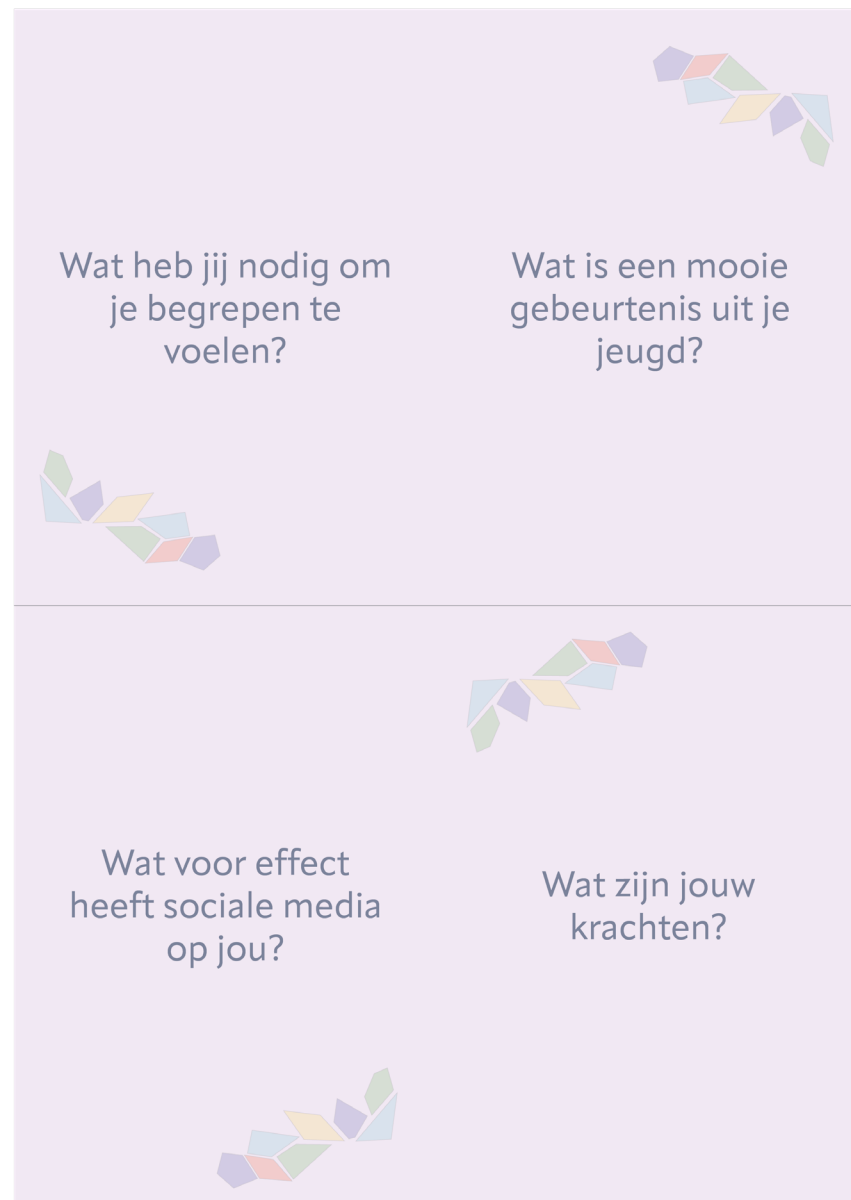 Wat heb jij nodig om
je begrepen te
voelen?
Wat is een mooie
gebeurtenis uit je
jeugd?
Wat voor effect
heeft sociale media
op jou?
Wat zijn jouw
krachten?